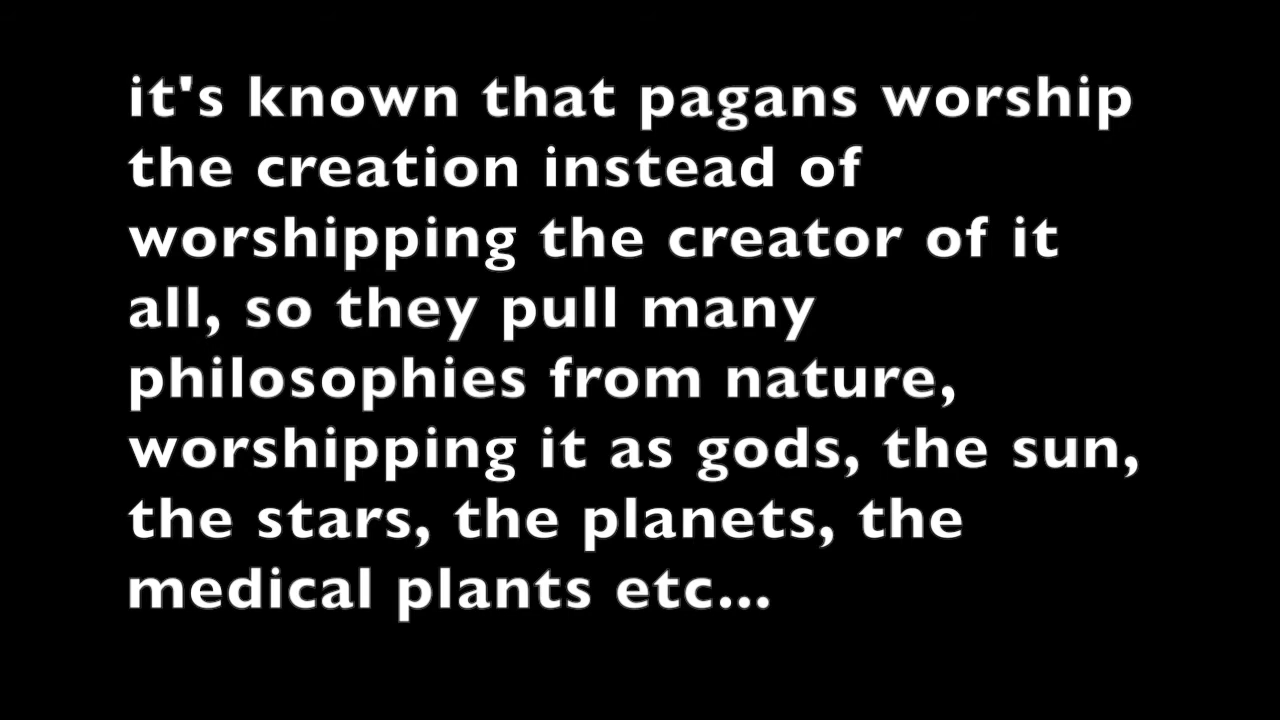 it's known that pagans worship
the creation instead of
worshipping the creator of it
all, so they pull many
philosophies from nature,
worshipping it as gods, the sun,
the stars, the planets, the
medical plants etc...